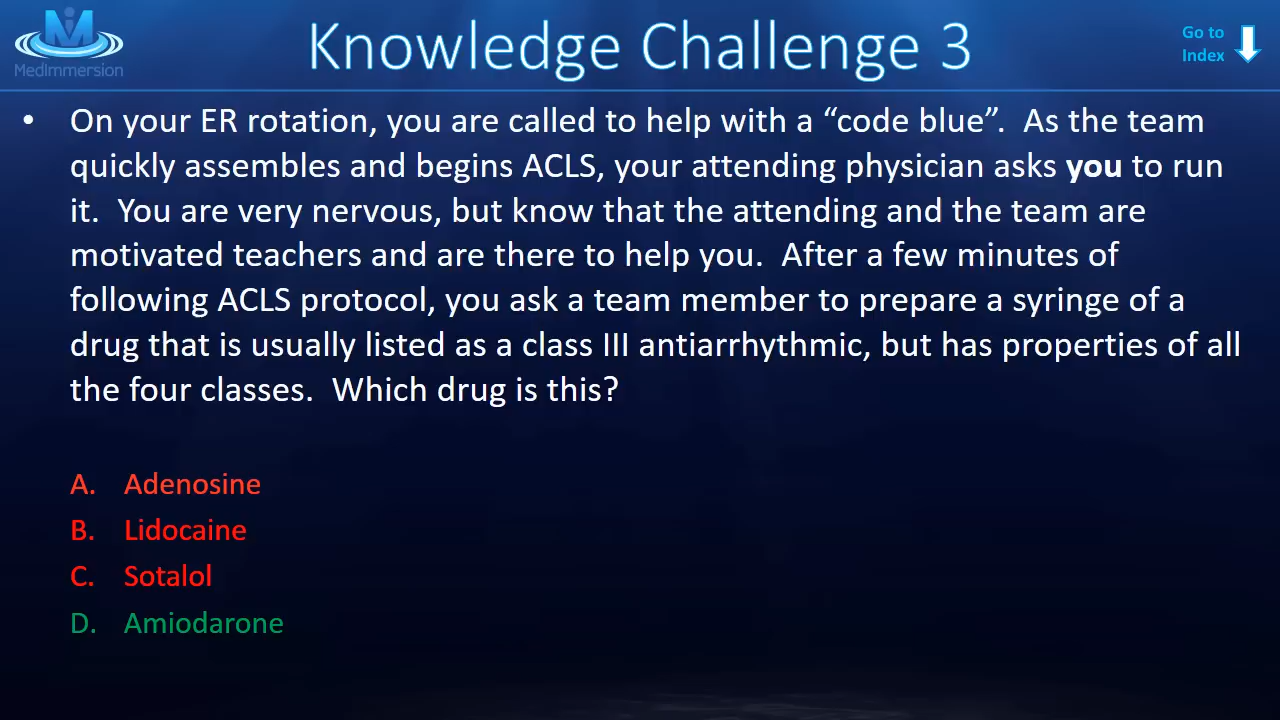 MedImmersion
Knowledge Challenge 3
Go to
Index
• On your ER rotation, you are called to help with a “code blue”.  As the team
quickly assembles and begins ACLS, your attending physician asks you to run
it.  You are very nervous, but know that the attending and the team are
motivated teachers and are there to help you.  After a few minutes of
following ACLS protocol, you ask a team member to prepare a syringe of a
drug that is usually listed as a class III antiarrhythmic, but has properties of all
the four classes.  Which drug is this?
A. Adenosine
B. Lidocaine
C. Sotalol
D. Amiodarone